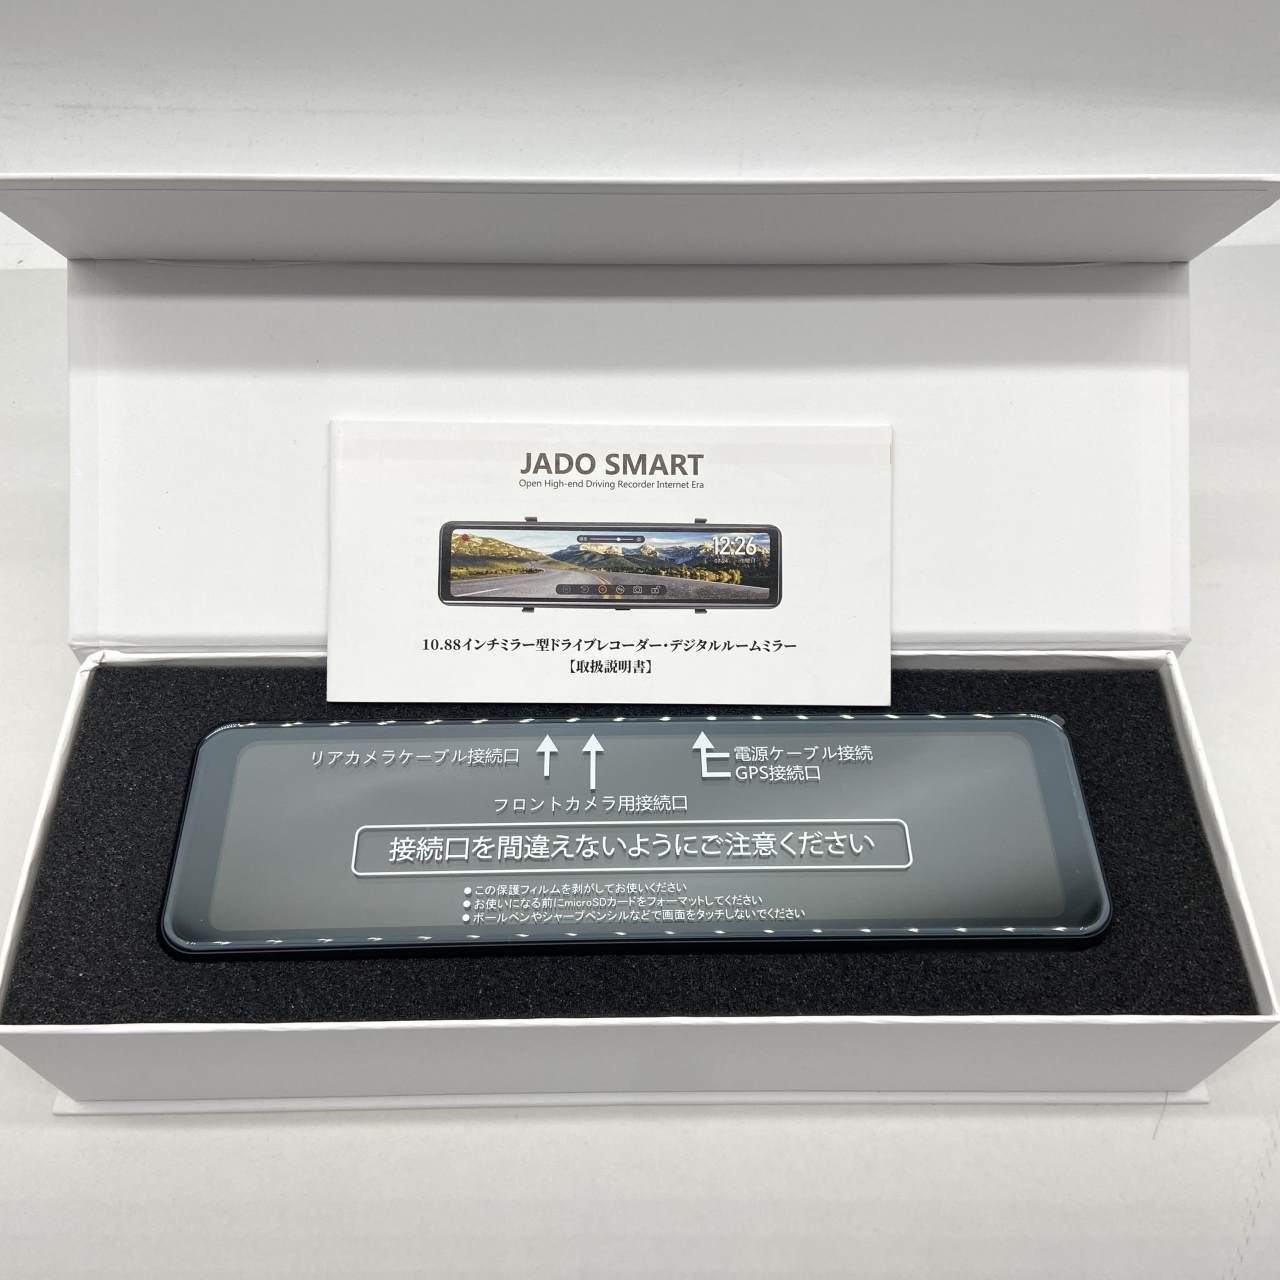 JADO SMART
Open High-end Driving Recorder Internet Era
12:26
10.88インチミラー型ドライブレコーダー・デジタルルームミラー
【取扱説明書】
リアカメラケーブル接続口
電源ケーブル接続
GPS接続口
フロントカメラ用接続口
接続口を間違えないようにご注意ください
●この保護フィルムを剥がしてお使いください
●お使いになる前にmicroSDカードをフォーマットしてください
●ボールペンやシャープペンシルなどで画面をタッチしないでください